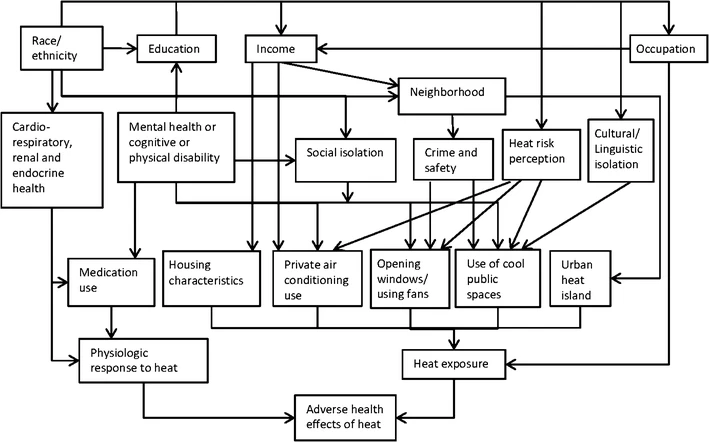 Race/
ethnicity
Education
Income
Occupation
Neighborhood
Cardio-
respiratory,
renal and
endocrine
health
Mental health or
cognitive or
physical disability
Social isolation
Crime and
safety
Heat risk
perception
Cultural/
Linguistic
isolation
Medication
use
Housing
characteristics
Private air
conditioning
use
Opening
windows/
using fans
Use of cool
public
spaces
Urban
heat
island
Physiologic
response to heat
Heat exposure
Adverse health
effects of heat